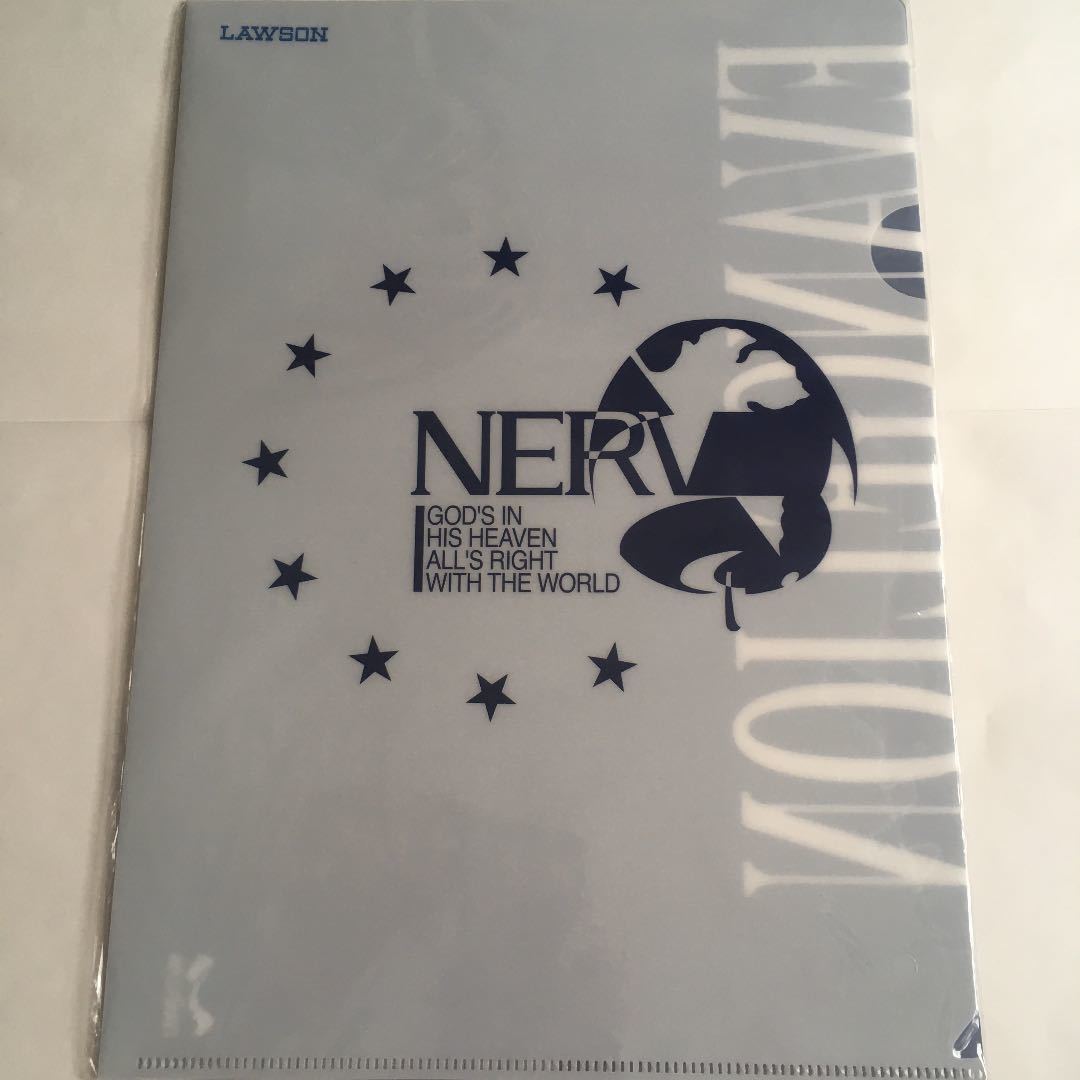 LAWSON
EVANGELION
NERV
GOD'S IN
HIS HEAVEN
ALL'S RIGHT
WITH THE WORLD
K